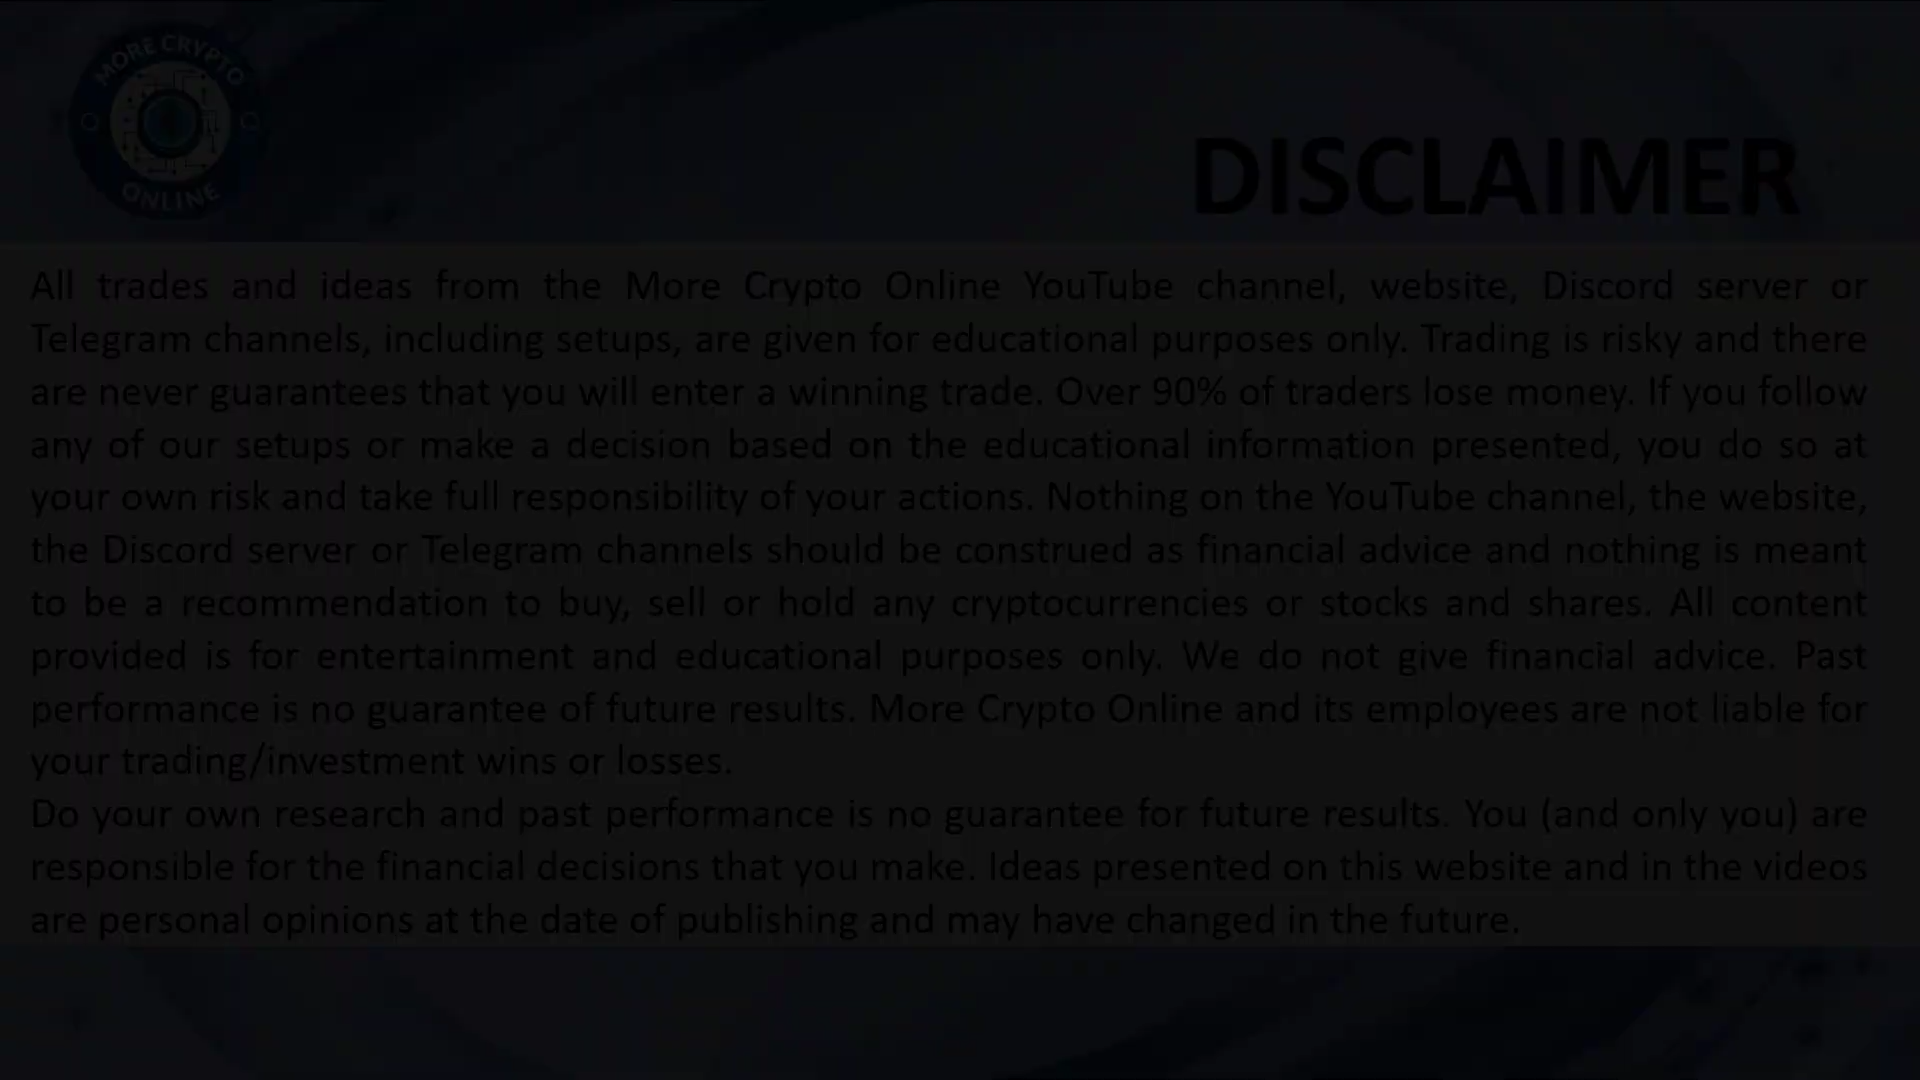 MORE CRYPTO
ONLINE
DISCLAIMER
All trades and ideas from the More Crypto Online YouTube channel, website, Discord server or
Telegram channels, including setups, are given for educational purposes only. Trading is risky and there
are never guarantees that you will enter a winning trade. Over 90% of traders lose money. If you follow
any of our setups or make a decision based on the educational information presented, you do so at
your own risk and take full responsibility of your actions. Nothing on the YouTube channel, the website,
the Discord server or Telegram channels should be construed as financial advice and nothing is meant
to be a recommendation to buy, sell or hold any cryptocurrencies or stocks and shares. All content
provided is for entertainment and educational purposes only. We do not give financial advice. Past
performance is no guarantee of future results. More Crypto Online and its employees are not liable for
your trading/investment wins or losses.
Do your own research and past performance is no guarantee for future results. You (and only you) are
responsible for the financial decisions that you make. Ideas presented on this website and in the videos
are personal opinions at the date of publishing and may have changed in the future.